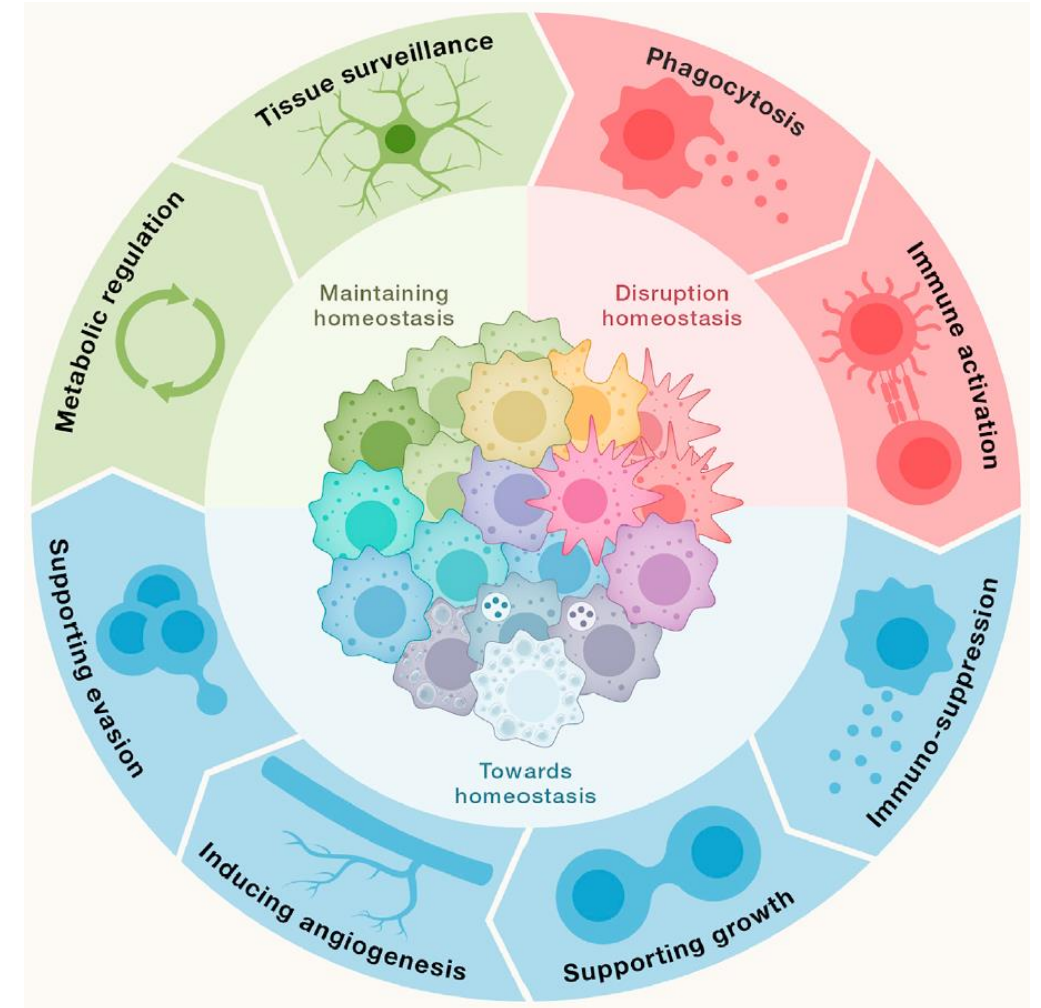 Tissue surveillance
Phagocytosis
Metabolic regulation
Immune activation
Maintaining
homeostasis
Disruption
homeostasis
Supporting evasion
Immuno-suppression
Towards
homeostasis
Inducing angiogenesis
Supporting growth